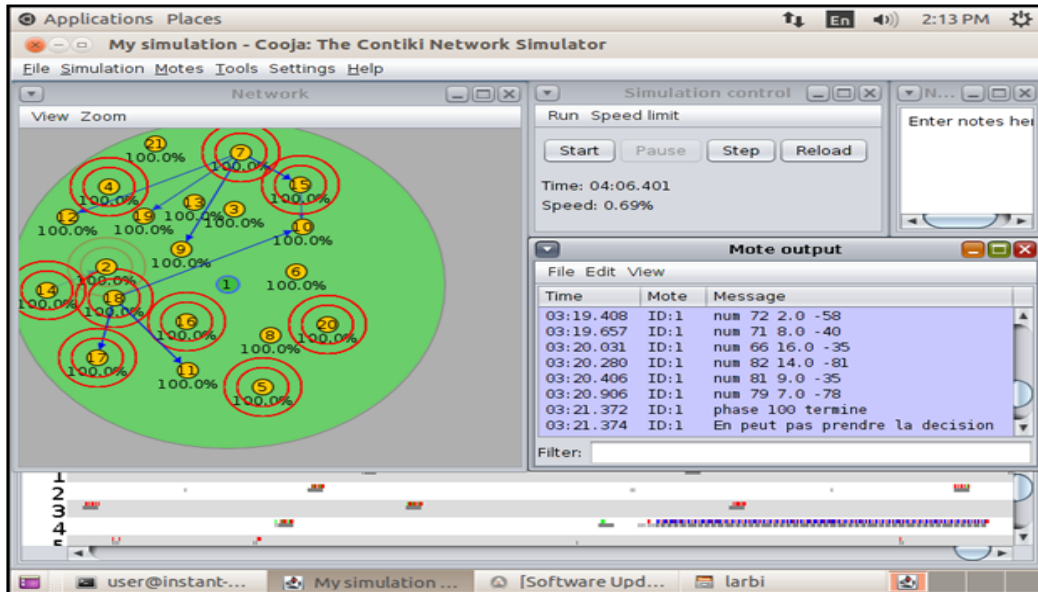 Applications Places
En
2:13 PM
My simulation - Cooja: The Contiki Network Simulator
File Simulation Motes Tools Settings Help
Network
View Zoom
21
100.0%
7
100.0%
4
100.0%
15
100.0%
12
100.0%
19
100.0%
13
100.0%
3
100.0%
10
100.0%
9
100.0%
2
100.0%
6
100.0%
1
14
100.0%
18
100.0%
16
100.0%
20
100.0%
8
100.0%
17
100.0%
11
100.0%
5
100.0%
Simulation control
Run Speed limit
Start Pause Step Reload
Time: 04:06.401
Speed: 0.69%
N...
Enter notes her
Mote output
File Edit View
Time Mote Message
03:19.408 ID:1 num 72 2.0 -58
03:19.657 ID:1 num 71 8.0 -40
03:20.031 ID:1 num 66 16.0 -35
03:20.280 ID:1 num 82 14.0 -81
03:20.406 ID:1 num 81 9.0 -35
03:20.906 ID:1 num 79 7.0 -78
03:21.372 ID:1 phase 100 termine
03:21.374 ID:1 En peut pas prendre la decision
Filter:
1
2
3
4
5
user@instant-...
My simulation ...
[Software Upd...
larbi